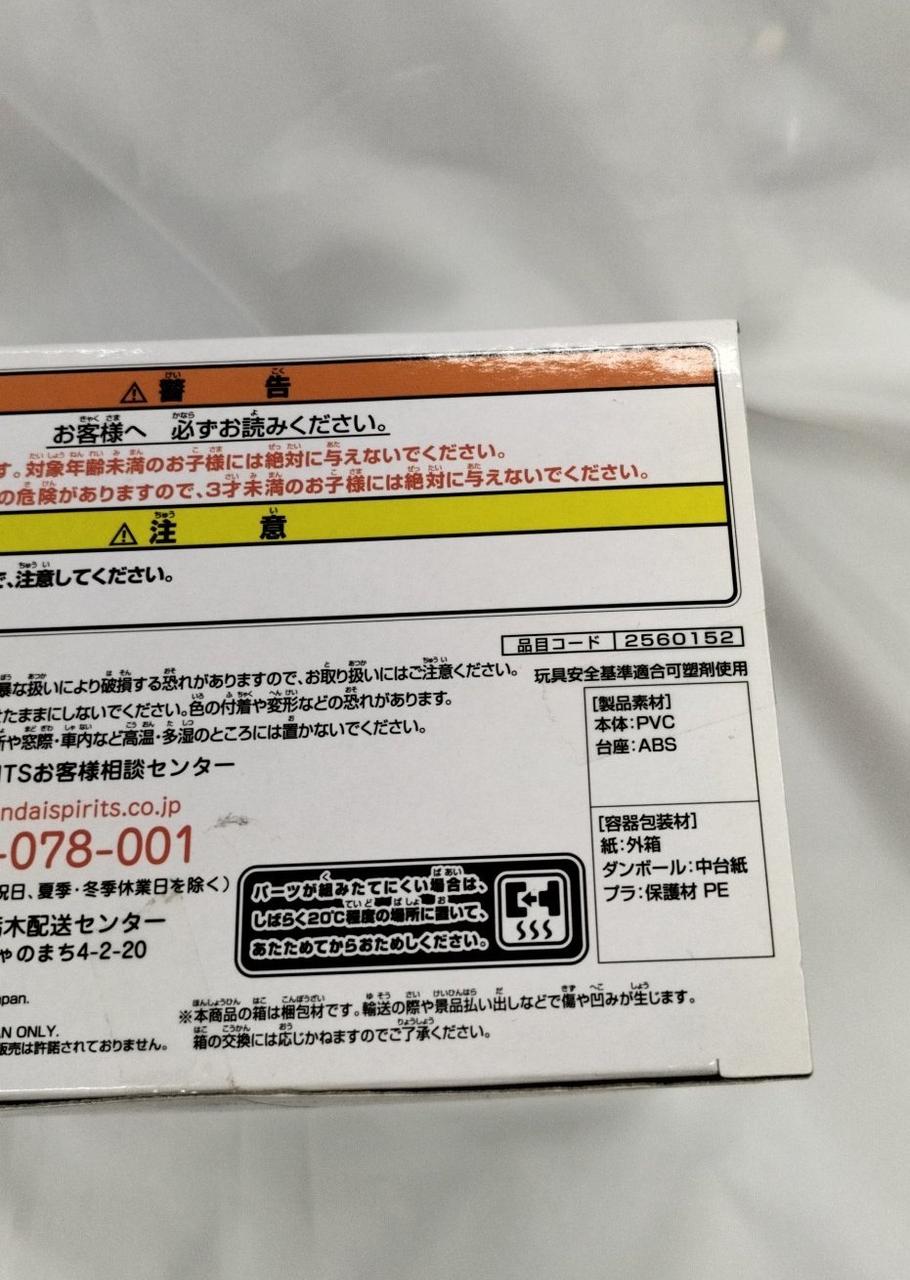 ⚠警 告
お客様へ 必ずお読みください。
す。対象年齢未満のお子様には絶対に与えないでください。
の危険がありますので、3才未満のお子様には絶対に与えないでください。
⚠注 意
で、注意してください。
品目コード 2560152
玩具安全基準適合可塑剤使用
暴な扱いにより破損する恐れがありますので、お取り扱いにはご注意ください。
たままにしないでください。色の付着や変形などの恐れがあります。
所や窓際・車内など高温・多湿のところには置かないでください。
ITSお客様相談センター
ndaispirits.co.jp
-078-001
祝日、夏季・冬季休業日を除く)
木配送センター
ゃのまち4-2-20
[製品素材]
本体:PVC
台座:ABS
[容器包装材]
紙:外箱
ダンボール:中台紙
プラ:保護材 PE
パーツが組みたてにくい場合は、
しばらく20℃程度の場所に置いて、
あたためてからおためしください。
apan.
AN ONLY.
販売は許諾されておりません。
※本商品の箱は梱包材です。輸送の際や景品払い出しなどで傷や凹みが生じます。
箱の交換には応じかねますのでご了承ください。